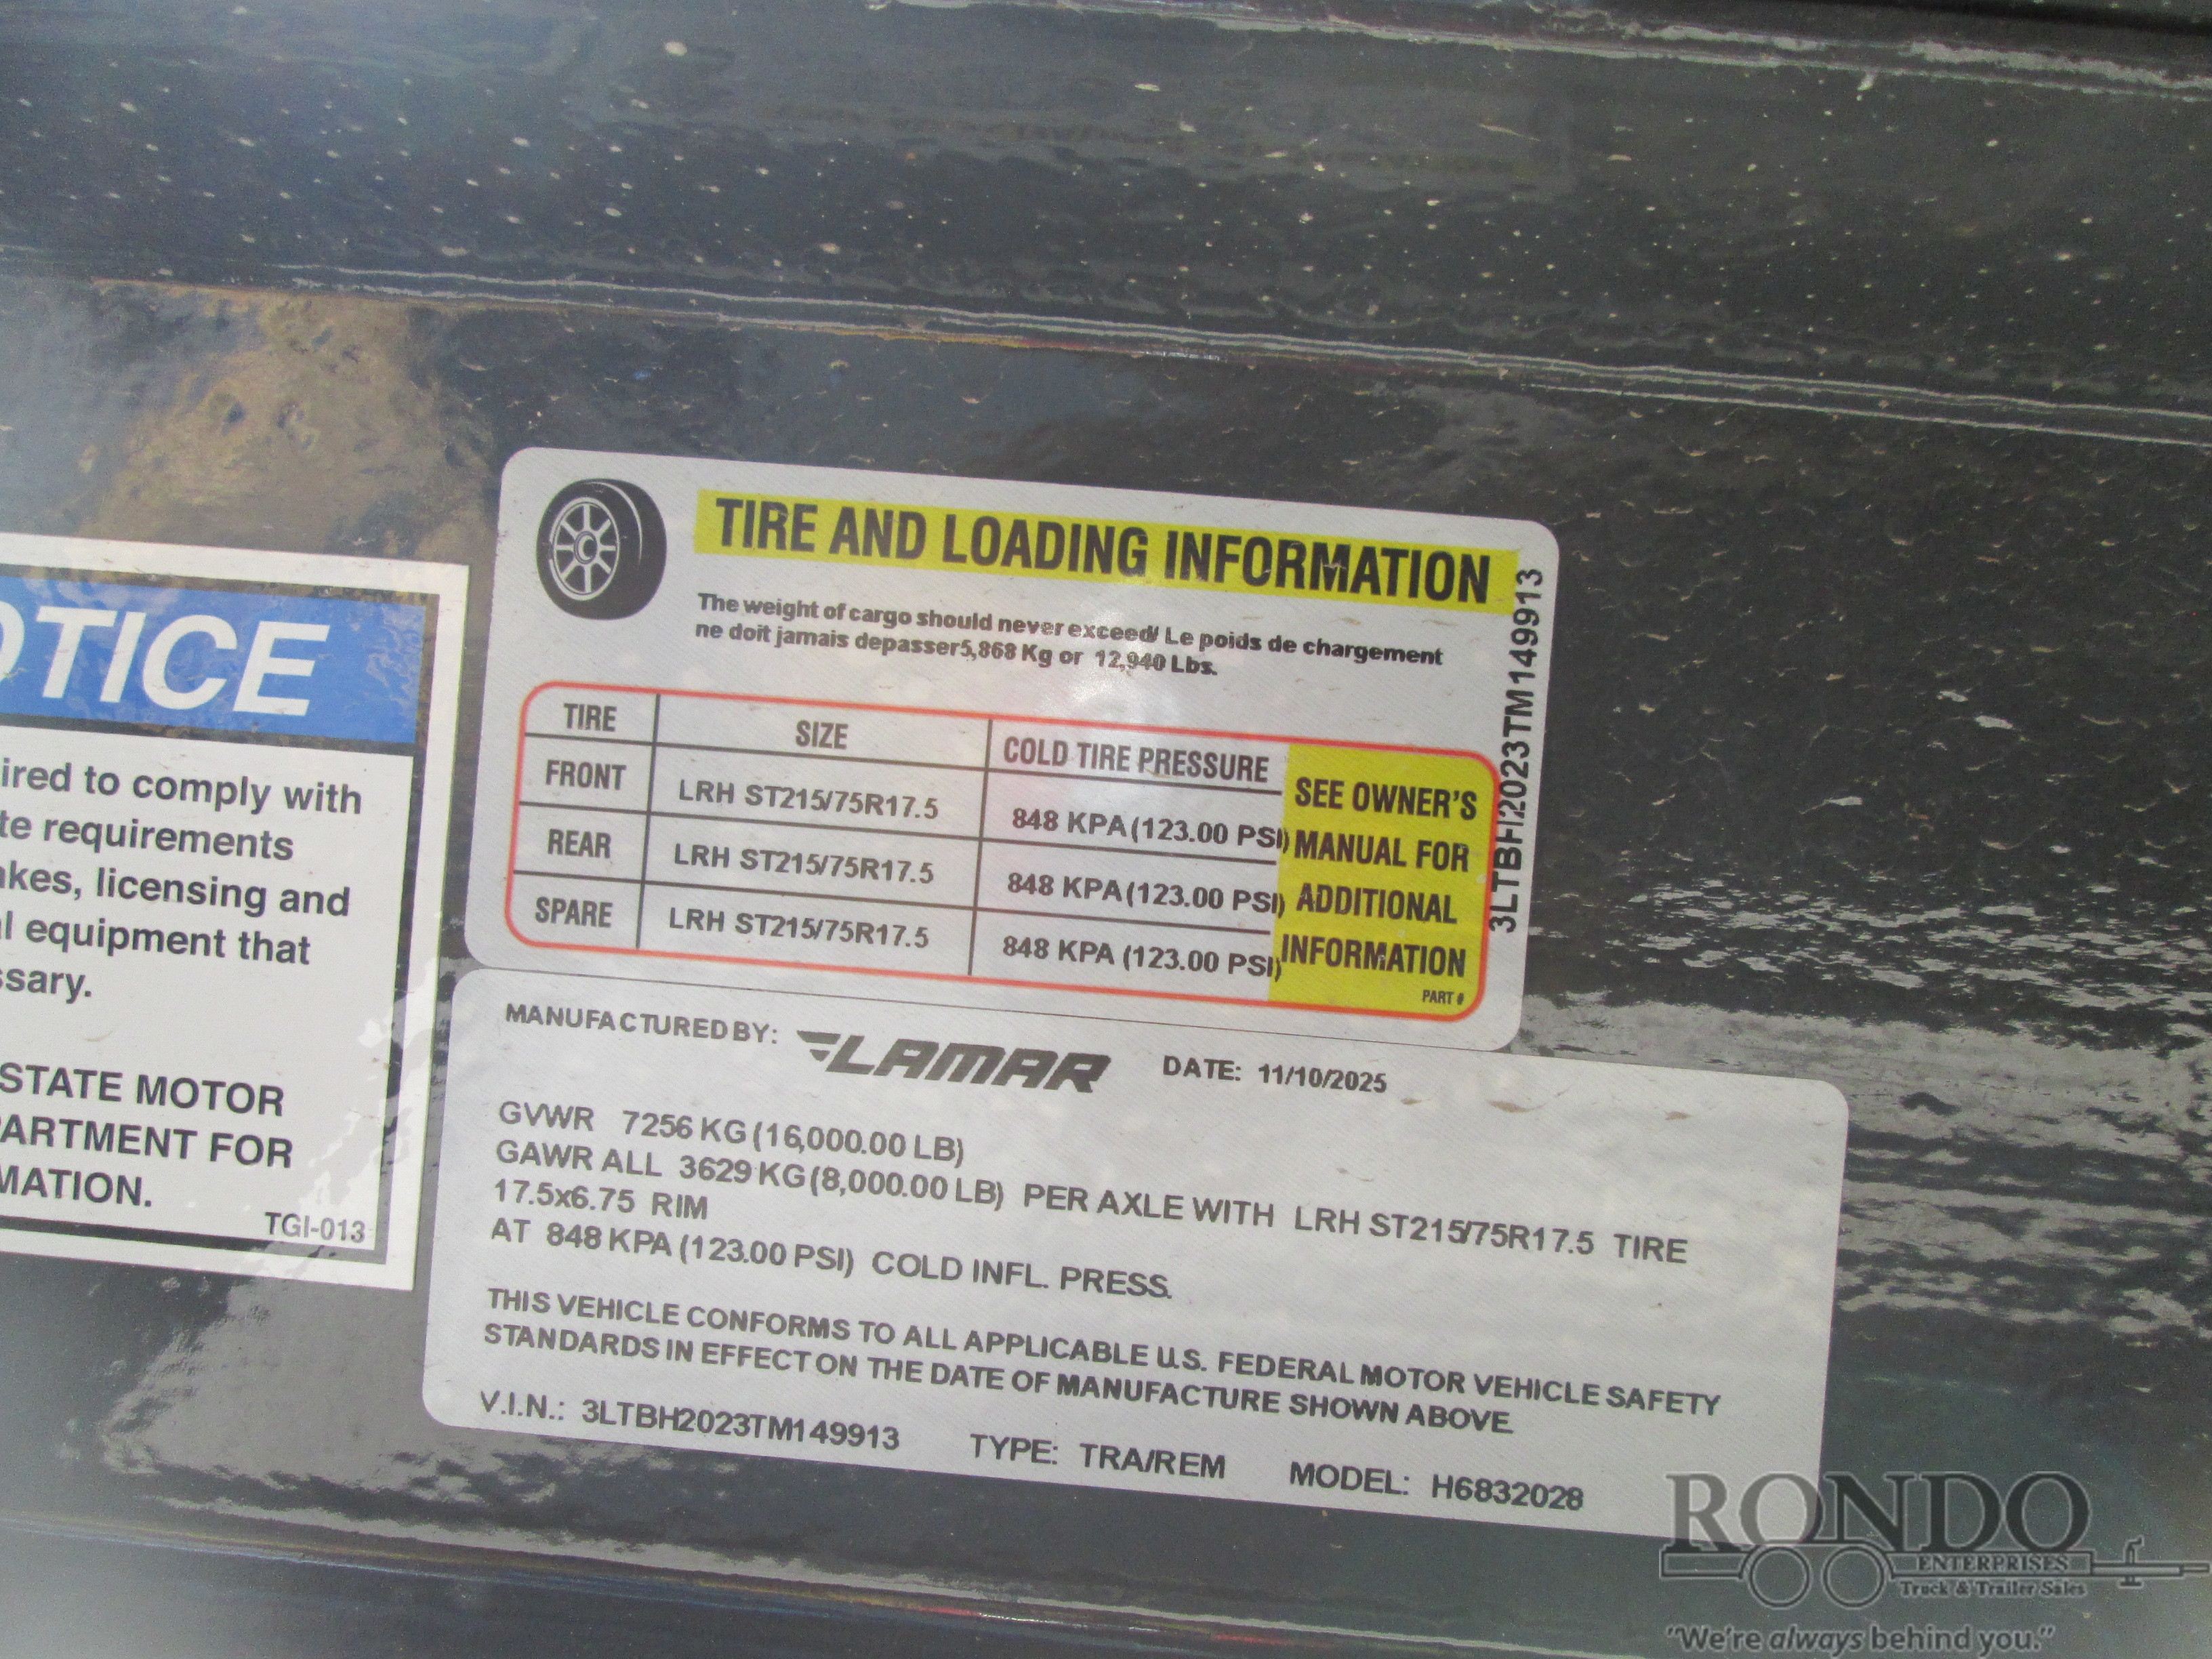 OTICE
ired to comply with
te requirements
akes, licensing and
al equipment that
ssary.
STATE MOTOR
PARTMENT FOR
MATION.
TGI-013
TIRE AND LOADING INFORMATION
The weight of cargo should never exceed/ Le poids de chargement
ne doit jamais depasser5,868 Kg or 12,940 Lbs.
TIRE SIZE COLD TIRE PRESSURE
FRONT LRH ST215/75R17.5 848 KPA (123.00 PSI)
REAR LRH ST215/75R17.5 848 KPA (123.00 PSI)
SPARE LRH ST215/75R17.5 848 KPA (123.00 PSI)
SEE OWNER'S
MANUAL FOR
ADDITIONAL
INFORMATION
PART #
3LTBH2023TM149913
MANUFACTURED BY: LAMAR DATE: 11/10/2025
GVWR 7256 KG (16,000.00 LB)
GAWR ALL 3629 KG (8,000.00 LB) PER AXLE WITH LRH ST215/75R17.5 TIRE
17.5x6.75 RIM
AT 848 KPA (123.00 PSI) COLD INFL. PRESS.
THIS VEHICLE CONFORMS TO ALL APPLICABLE U.S. FEDERAL MOTOR VEHICLE SAFETY
STANDARDS IN EFFECT ON THE DATE OF MANUFACTURE SHOWN ABOVE
V.I.N.: 3LTBH2023TM149913 TYPE: TRA/REM MODEL: H6832028
RONDO
ENTERPRISES
Truck & Trailer Sales
"We're always behind you."